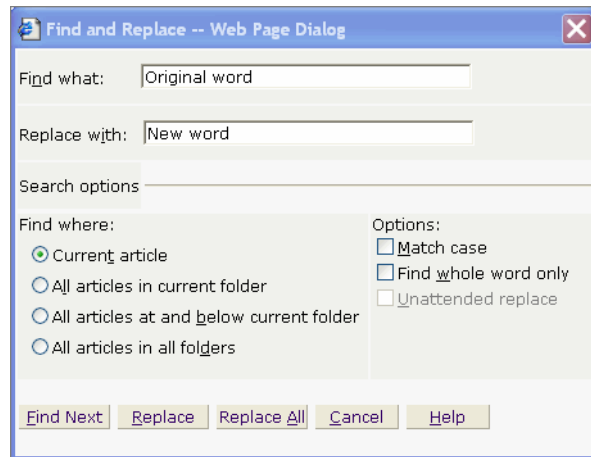 Find and Replace -- Web Page Dialog
Find what: Original word
Replace with: New word
Search options
Find where:
Current article
All articles in current folder
All articles at and below current folder
All articles in all folders
Options:
Match case
Find whole word only
Unattended replace
Find Next Replace Replace All Cancel Help